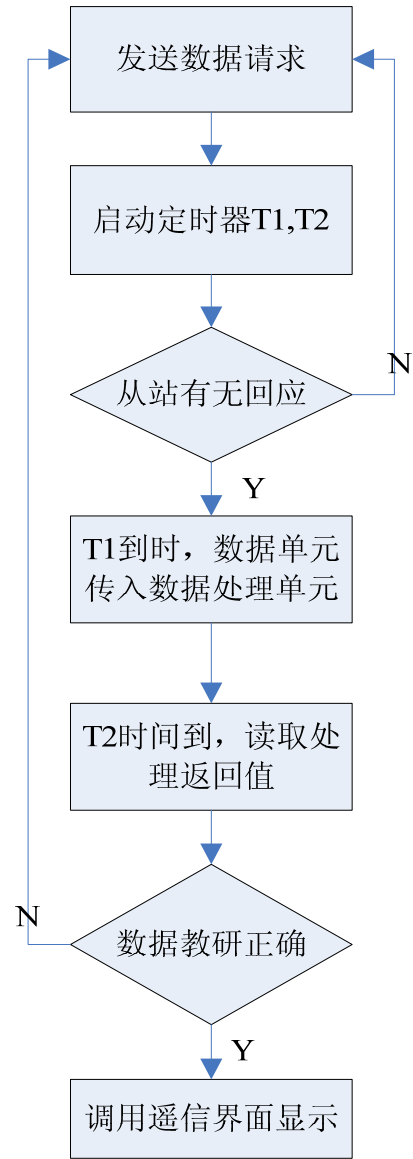 发送数据请求
启动定时器T1,T2
从站有无回应
N
Y
T1到时，数据单元
传入数据处理单元
T2时间到，读取处
理返回值
N
数据教研正确
Y
调用遥信界面显示